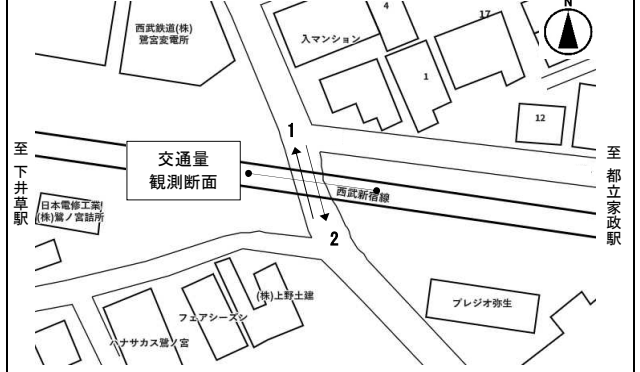 N
西武鉄道(株)
鷺宮変電所
入マンション
4
17
1
12
1
交通量
観測断面
至 下井草駅
至 都立家政駅
西武新宿線
日本電修工業
(株)鷺ノ宮詰所
2
(株)上野土建
フェアシーズン
ハナサカス鷺ノ宮
プレジオ弥生